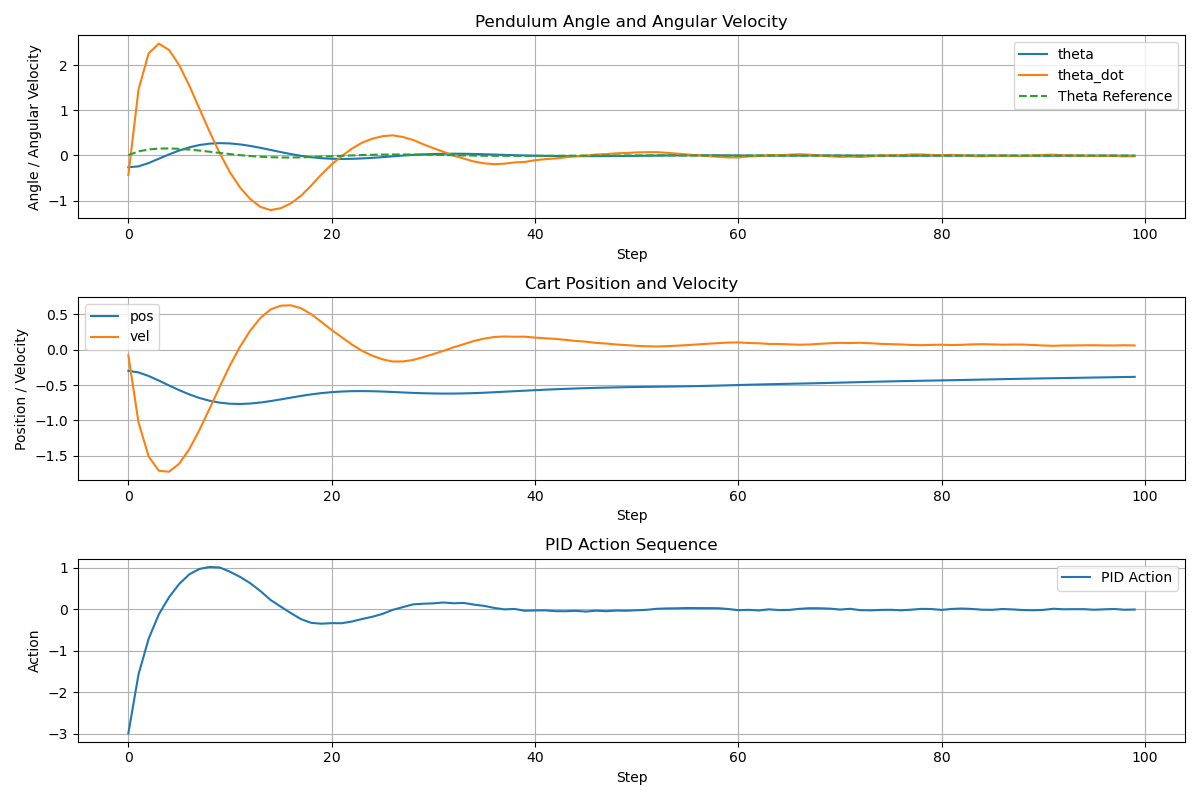 Pendulum Angle and Angular Velocity
Angle / Angular Velocity
2
1
0
−1
theta
theta_dot
Theta Reference
0 20 40 60 80 100
Step
Cart Position and Velocity
Position / Velocity
0.5
0.0
−0.5
−1.0
−1.5
pos
vel
0 20 40 60 80 100
Step
PID Action Sequence
Action
1
0
−1
−2
−3
PID Action
0 20 40 60 80 100
Step